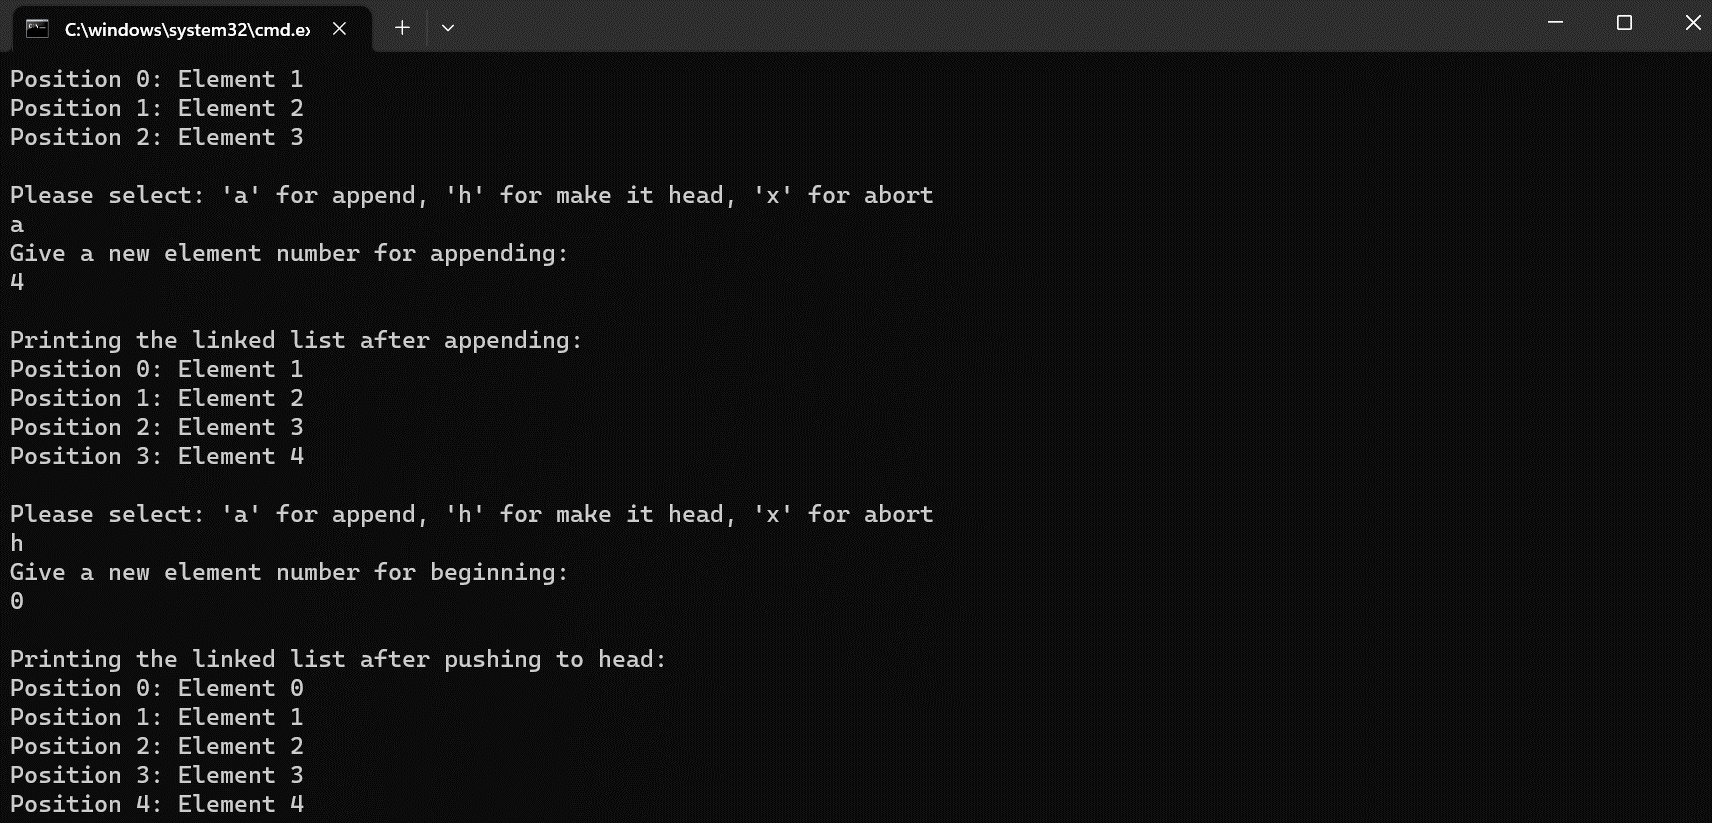 C:\windows\system32\cmd.ex
Position 0: Element 1
Position 1: Element 2
Position 2: Element 3
Please select: 'a' for append, 'h' for make it head, 'x' for abort
a
Give a new element number for appending:
4
Printing the linked list after appending:
Position 0: Element 1
Position 1: Element 2
Position 2: Element 3
Position 3: Element 4
Please select: 'a' for append, 'h' for make it head, 'x' for abort
h
Give a new element number for beginning:
0
Printing the linked list after pushing to head:
Position 0: Element 0
Position 1: Element 1
Position 2: Element 2
Position 3: Element 3
Position 4: Element 4